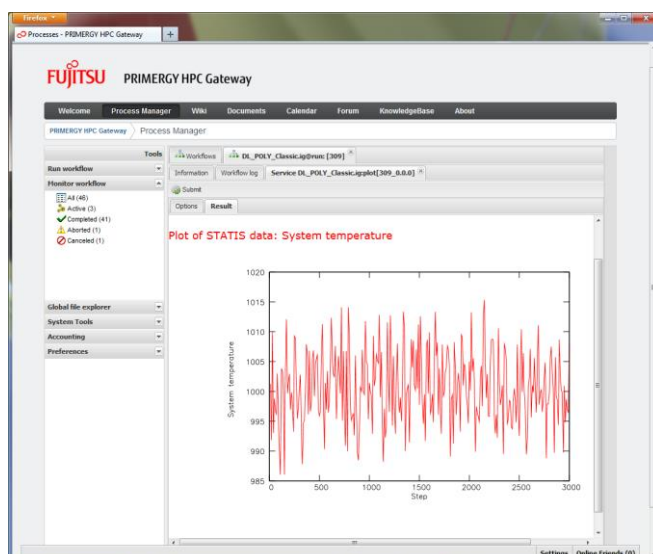 Firefox
Processes - PRIMERGY HPC Gateway
+
FUJITSU PRIMERGY HPC Gateway
Welcome Process Manager Wiki Documents Calendar Forum KnowledgeBase About
PRIMERGY HPC Gateway Process Manager
Tools
Run workflow
Monitor workflow
All (46)
Active (3)
Completed (41)
Aborted (1)
Canceled (1)
Global file explorer
System Tools
Accounting
Preferences
Workflows DL_POLY_Classic.ig@run: [309]
Information Workflow log Service DL_POLY_Classic.ig:plot[309_0.0.0]
Submit
Options Result
Plot of STATIS data: System temperature
1020
1015
1010
1005
1000
995
990
985
System temperature
0 500 1000 1500 2000 2500 3000
Step
Settings Online Friends (0)